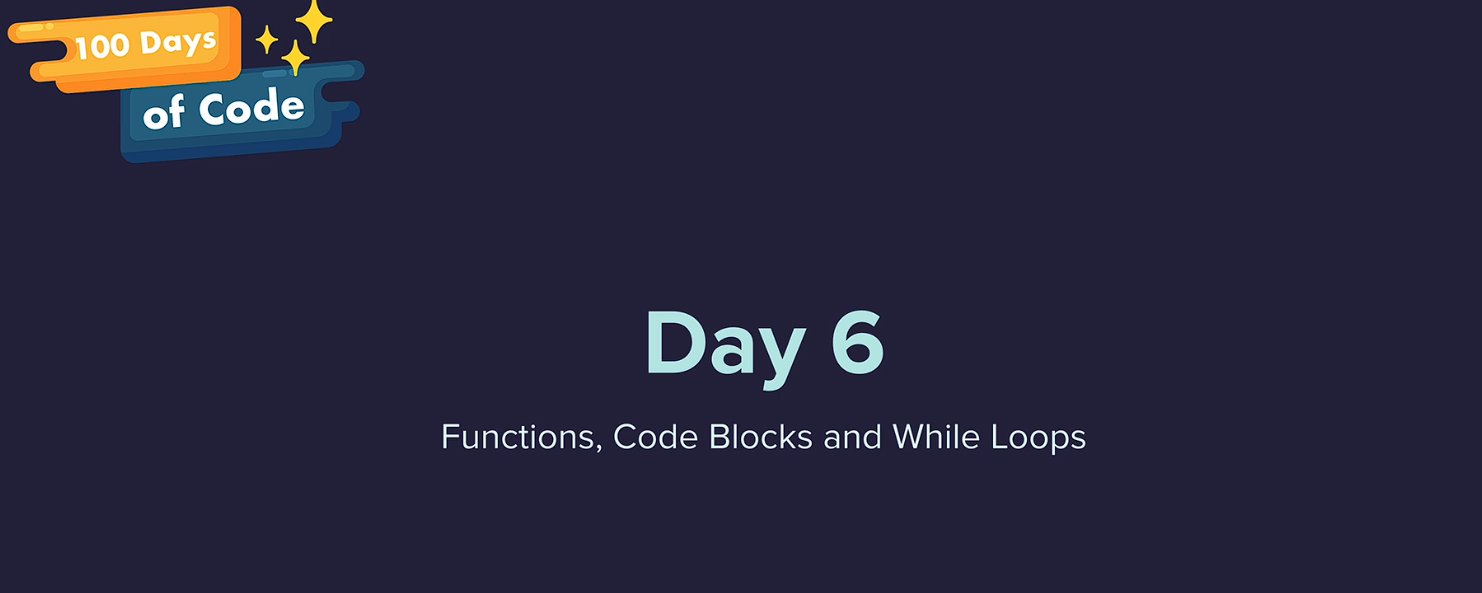 100 Days
of Code
Day 6
Functions, Code Blocks and While Loops